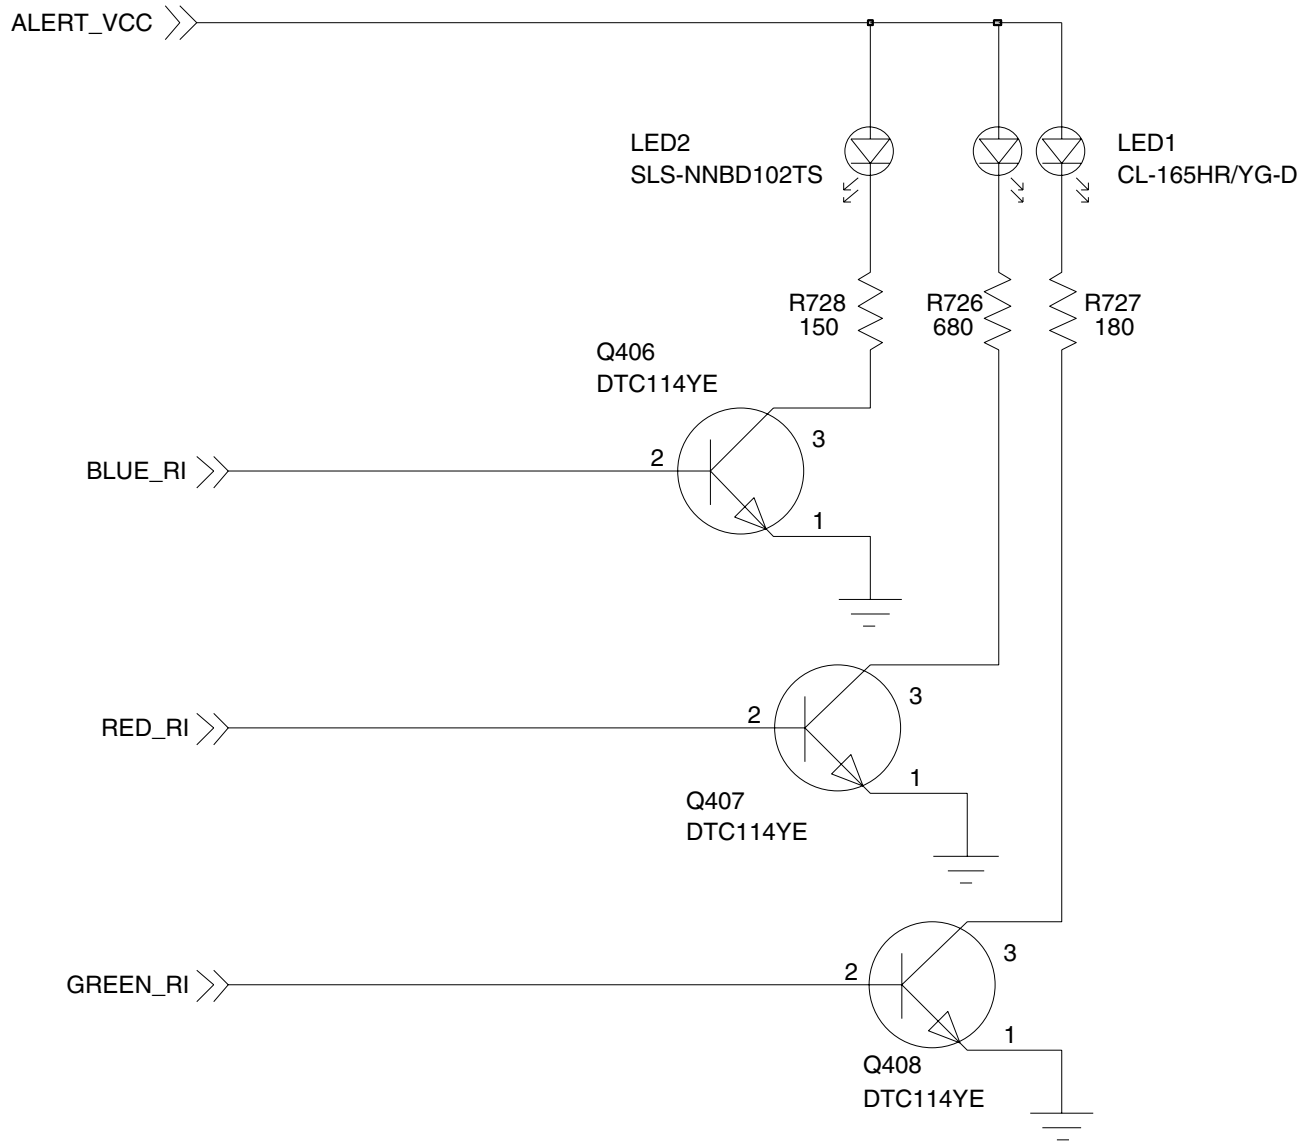 ALERT_VCC
LED2
SLS-NNBD102TS
LED1
CL-165HR/YG-D
R728
150
R726
680
R727
180
Q406
DTC114YE
3
BLUE_RI
2
1
3
RED_RI
2
1
Q407
DTC114YE
3
GREEN_RI
2
1
Q408
DTC114YE